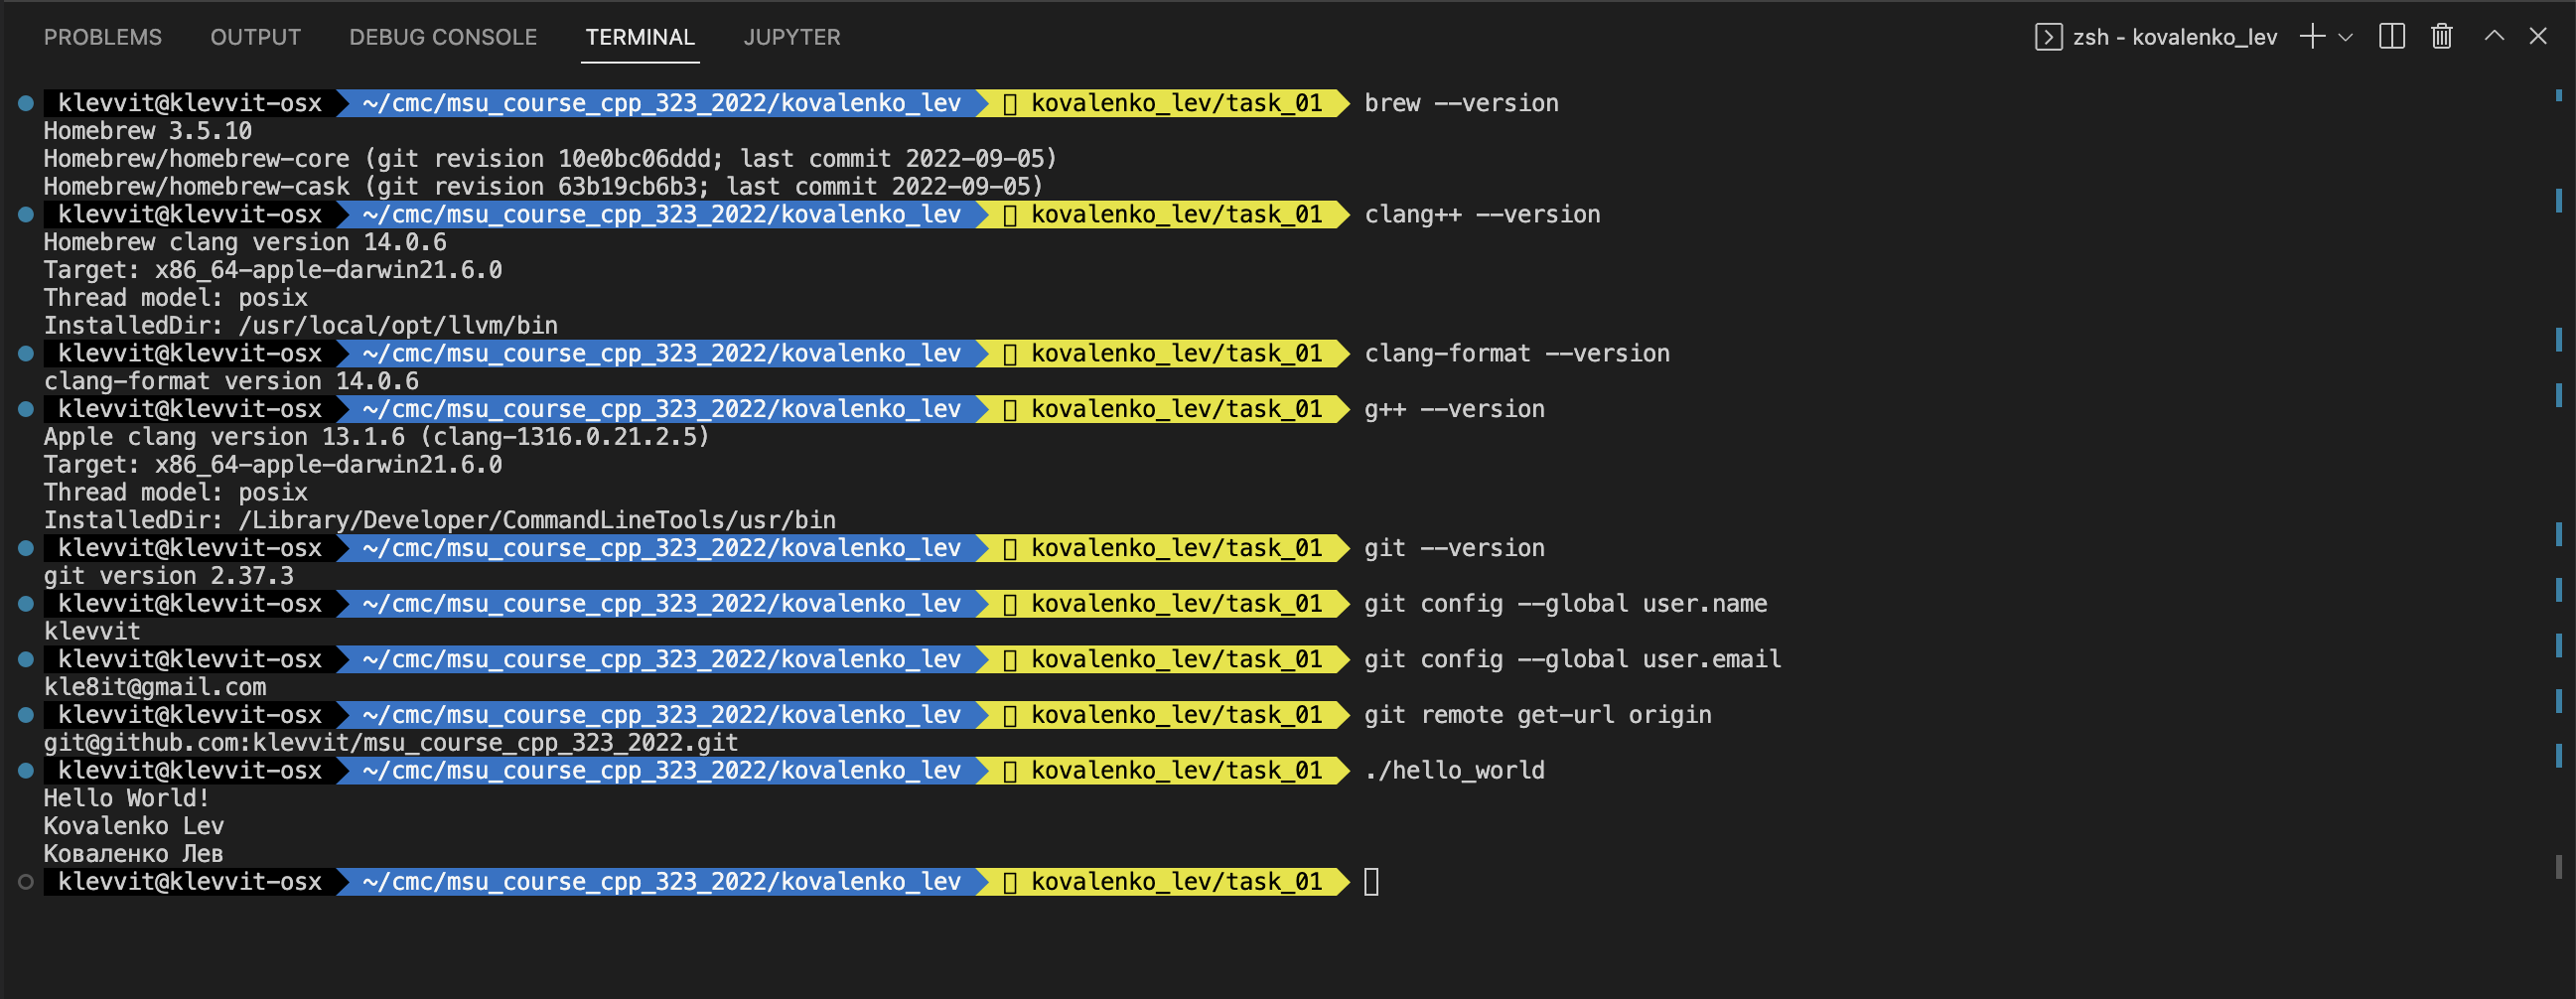 PROBLEMS OUTPUT DEBUG CONSOLE TERMINAL JUPYTER zsh - kovalenko_lev
klevvit@klevvit-osx ~/cmc/msu_course_cpp_323_2022/kovalenko_lev kovalenko_lev/task_01 brew --version
Homebrew 3.5.10
Homebrew/homebrew-core (git revision 10e0bc06ddd; last commit 2022-09-05)
Homebrew/homebrew-cask (git revision 63b19cb6b3; last commit 2022-09-05)
klevvit@klevvit-osx ~/cmc/msu_course_cpp_323_2022/kovalenko_lev kovalenko_lev/task_01 clang++ --version
Homebrew clang version 14.0.6
Target: x86_64-apple-darwin21.6.0
Thread model: posix
InstalledDir: /usr/local/opt/llvm/bin
klevvit@klevvit-osx ~/cmc/msu_course_cpp_323_2022/kovalenko_lev kovalenko_lev/task_01 clang-format --version
clang-format version 14.0.6
klevvit@klevvit-osx ~/cmc/msu_course_cpp_323_2022/kovalenko_lev kovalenko_lev/task_01 g++ --version
Apple clang version 13.1.6 (clang-1316.0.21.2.5)
Target: x86_64-apple-darwin21.6.0
Thread model: posix
InstalledDir: /Library/Developer/CommandLineTools/usr/bin
klevvit@klevvit-osx ~/cmc/msu_course_cpp_323_2022/kovalenko_lev kovalenko_lev/task_01 git --version
git version 2.37.3
klevvit@klevvit-osx ~/cmc/msu_course_cpp_323_2022/kovalenko_lev kovalenko_lev/task_01 git config --global user.name
klevvit
klevvit@klevvit-osx ~/cmc/msu_course_cpp_323_2022/kovalenko_lev kovalenko_lev/task_01 git config --global user.email
kle8it@gmail.com
klevvit@klevvit-osx ~/cmc/msu_course_cpp_323_2022/kovalenko_lev kovalenko_lev/task_01 git remote get-url origin
git@github.com:klevvit/msu_course_cpp_323_2022.git
klevvit@klevvit-osx ~/cmc/msu_course_cpp_323_2022/kovalenko_lev kovalenko_lev/task_01 ./hello_world
Hello World!
Kovalenko Lev
Коваленко Лев
klevvit@klevvit-osx ~/cmc/msu_course_cpp_323_2022/kovalenko_lev kovalenko_lev/task_01